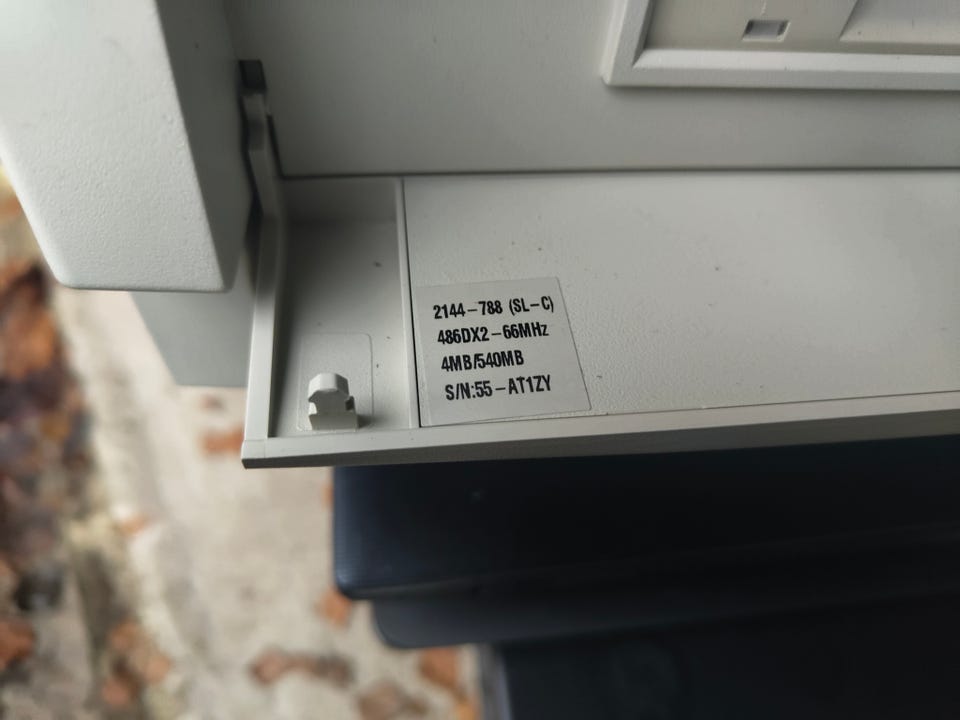 2144-788 (SL-C)
486DX2-66MHz
4MB/540MB
S/N:55-AT1ZY